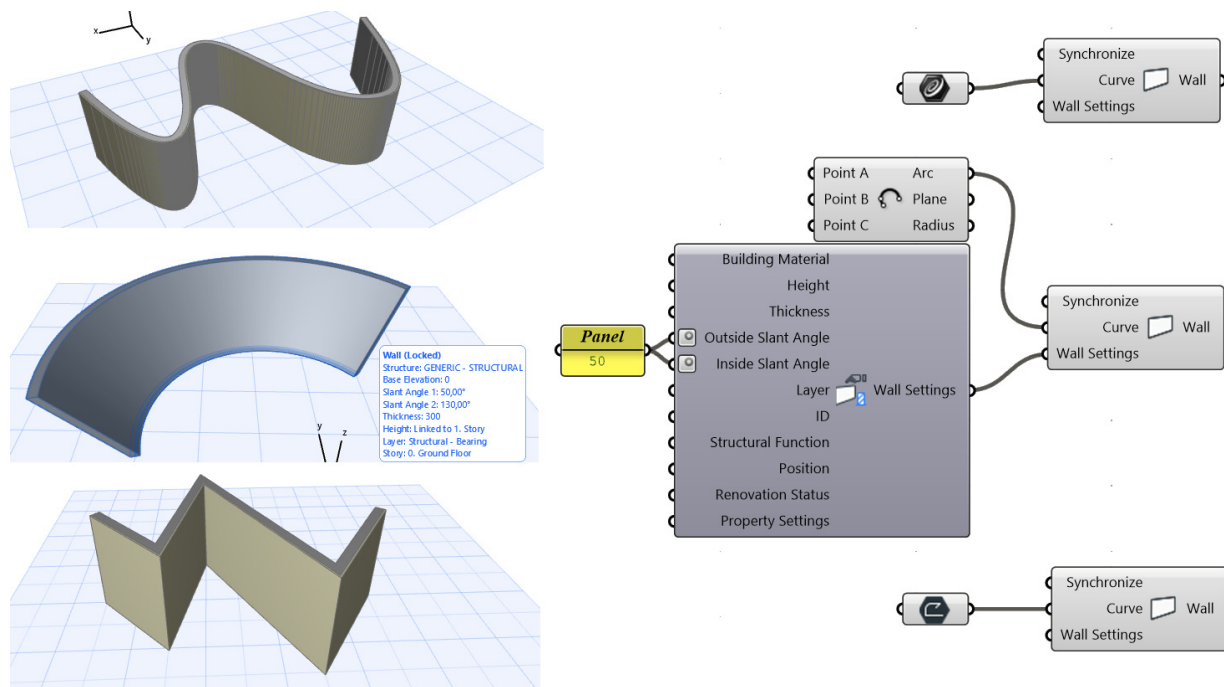 x
y
Synchronize
Curve
Wall
Wall Settings
Point A
Arc
Point B
Plane
Point C
Radius
Building Material
Height
Thickness
Outside Slant Angle
Inside Slant Angle
Layer
Wall Settings
ID
Structural Function
Position
Renovation Status
Property Settings
Panel
50
Synchronize
Curve
Wall
Wall Settings
Wall (Locked)
Structure: GENERIC - STRUCTURAL
Base Elevation: 0
Slant Angle 1: 50,00°
Slant Angle 2: 130,00°
Thickness: 300
Height: Linked to 1. Story
Layer: Structural - Bearing
Story: 0. Ground Floor
y
z
Synchronize
Curve
Wall
Wall Settings